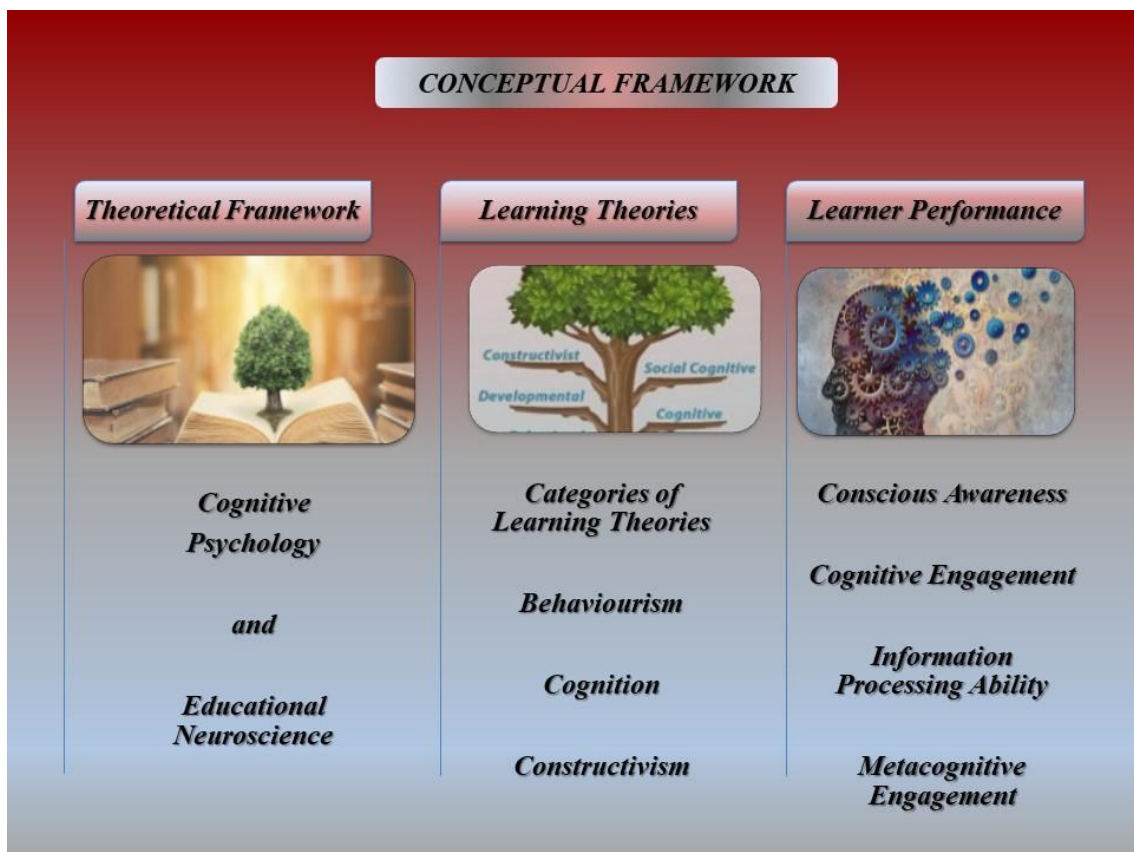 CONCEPTUAL FRAMEWORK
Theoretical Framework
Cognitive
Psychology
and
Educational
Neuroscience
Learning Theories
Constructivist
Social Cognitive
Developmental
Cognitive
Categories of
Learning Theories
Behaviourism
Cognition
Constructivism
Learner Performance
Conscious Awareness
Cognitive Engagement
Information
Processing Ability
Metacognitive
Engagement